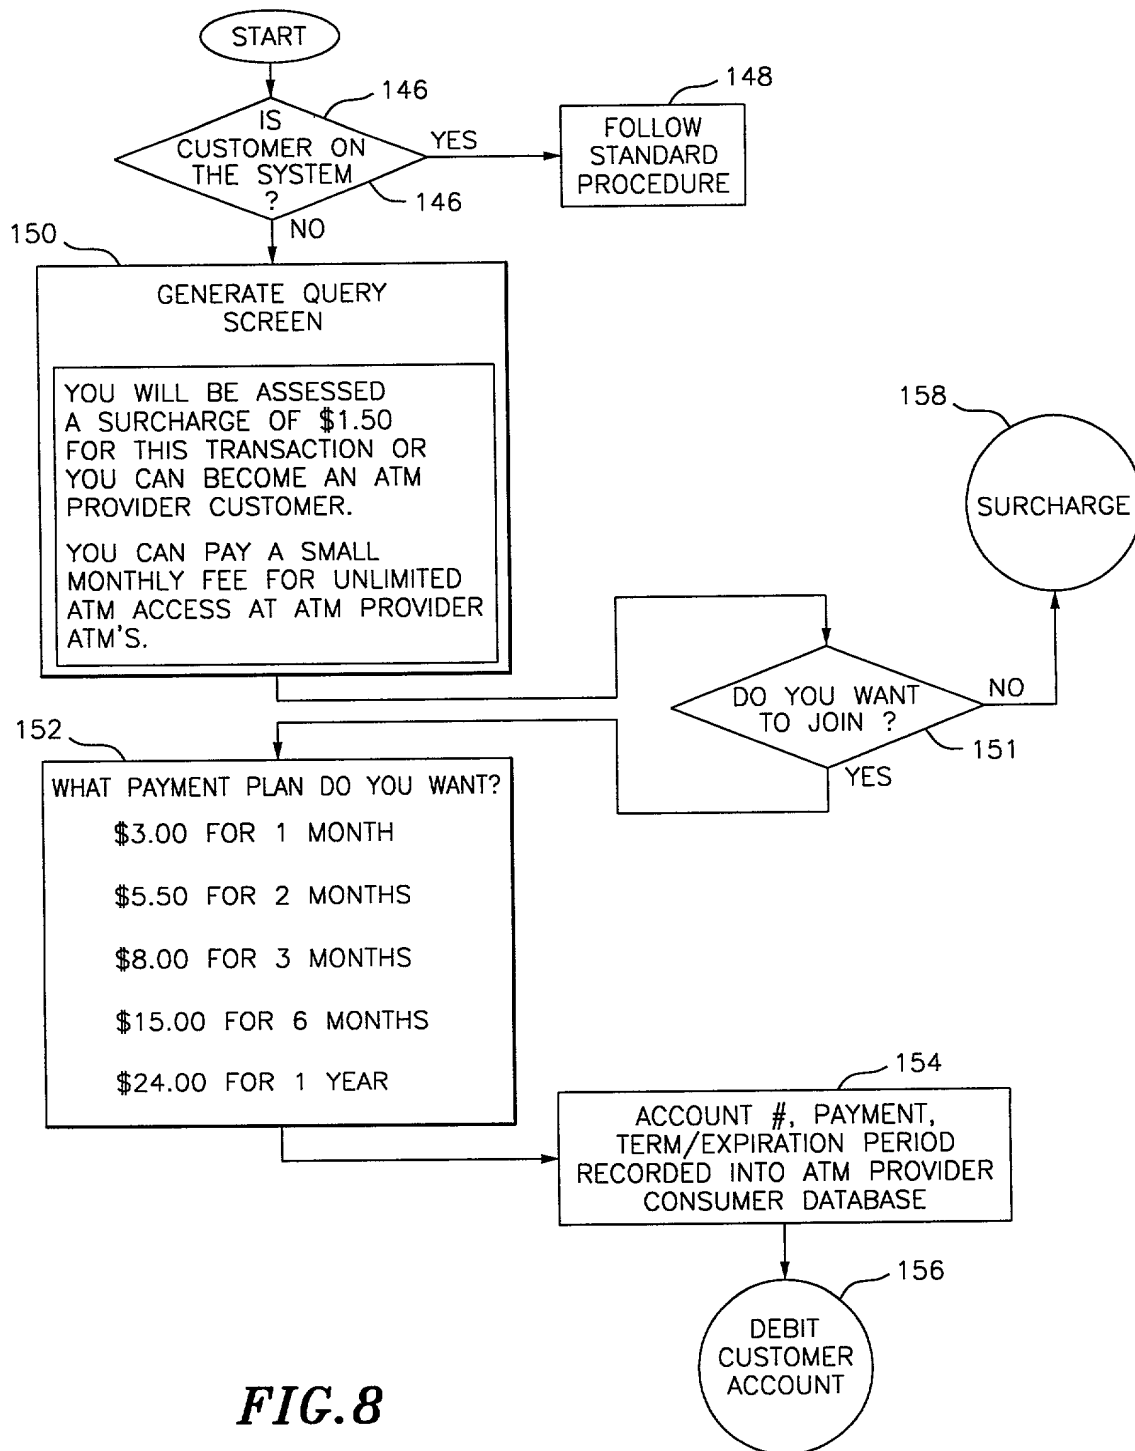 START
146
IS
CUSTOMER ON
THE SYSTEM
?
146
YES
148
FOLLOW
STANDARD
PROCEDURE
NO
150
GENERATE QUERY
SCREEN
YOU WILL BE ASSESSED
A SURCHARGE OF $1.50
FOR THIS TRANSACTION OR
YOU CAN BECOME AN ATM
PROVIDER CUSTOMER.
YOU CAN PAY A SMALL
MONTHLY FEE FOR UNLIMITED
ATM ACCESS AT ATM PROVIDER
ATM'S.
158
SURCHARGE
DO YOU WANT
TO JOIN ?
NO
151
YES
152
WHAT PAYMENT PLAN DO YOU WANT?
$3.00 FOR 1 MONTH
$5.50 FOR 2 MONTHS
$8.00 FOR 3 MONTHS
$15.00 FOR 6 MONTHS
$24.00 FOR 1 YEAR
154
ACCOUNT #, PAYMENT,
TERM/EXPIRATION PERIOD
RECORDED INTO ATM PROVIDER
CONSUMER DATABASE
156
DEBIT
CUSTOMER
ACCOUNT
FIG.8